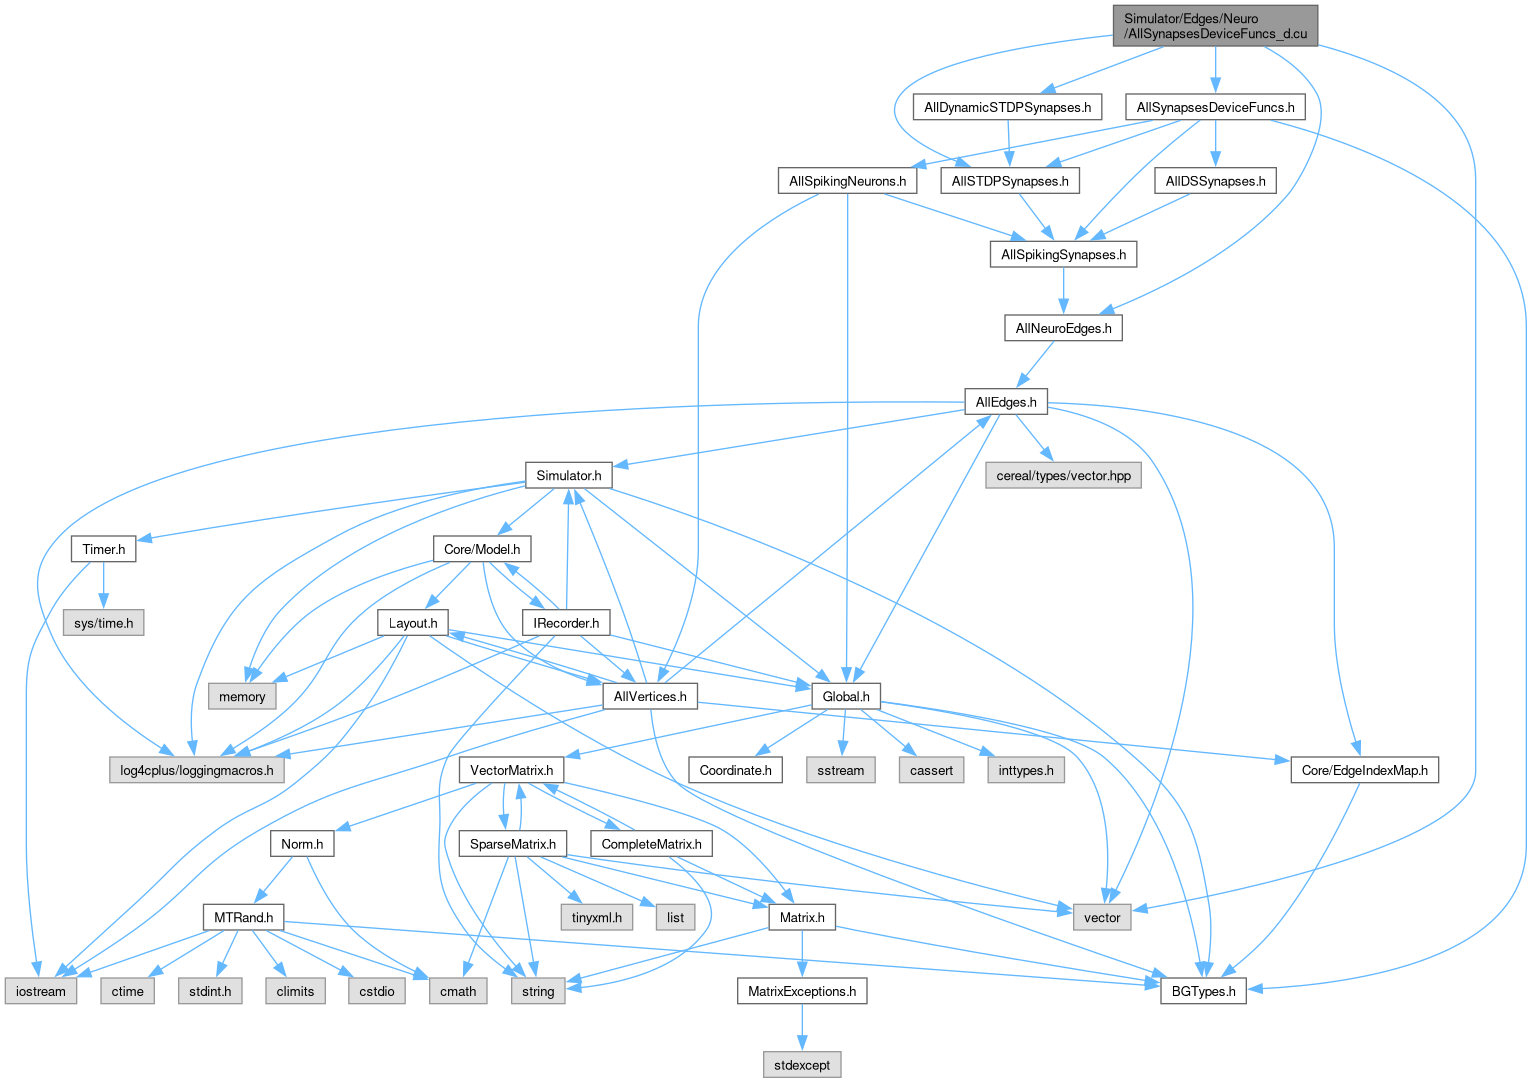 Simulator/Edges/Neuro
/AllSynapsesDeviceFuncs_d.cu
AllDynamicSTDPSynapses.h
AllSynapsesDeviceFuncs.h
AllSpikingNeurons.h
AllSTDPSynapses.h
AllDSSynapses.h
AllSpikingSynapses.h
AllNeuroEdges.h
AllEdges.h
Simulator.h
cereal/types/vector.hpp
Timer.h
Core/Model.h
sys/time.h
Layout.h
IRecorder.h
memory
AllVertices.h
Global.h
log4cplus/loggingmacros.h
VectorMatrix.h
Coordinate.h
sstream
cassert
inttypes.h
Core/EdgeIndexMap.h
Norm.h
SparseMatrix.h
CompleteMatrix.h
MTRand.h
tinyxml.h
list
Matrix.h
vector
iostream
ctime
stdint.h
climits
cstdio
cmath
string
MatrixExceptions.h
BGTypes.h
stdexcept